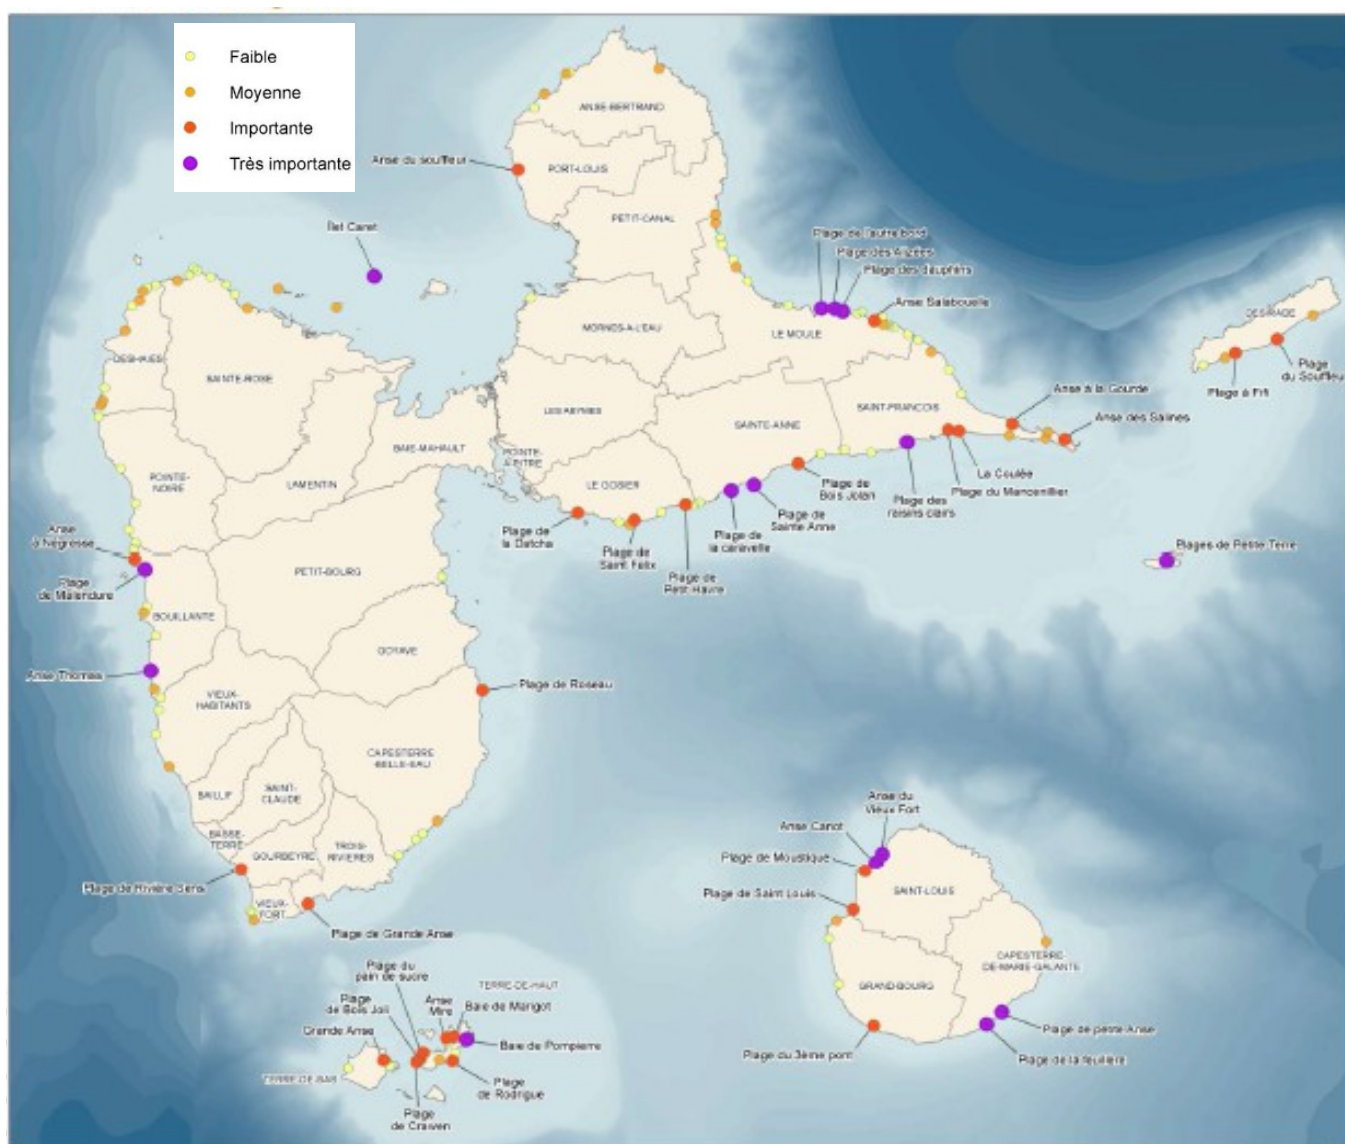 Faible
Moyenne
Importante
Très importante
ANSE-BERTRAND
Anse du souffleur
PORT-LOUIS
PETIT-CANAL
Îlet Caret
Plage de l'autre bord
Plage des Alizées
Plage des dauphins
Anse Salabouelle
MORNE-A-L'EAU
LE MOULE
DESIRADE
Plage
du Souffleur
Plage à Fifi
DESHAIES
SAINTE-ROSE
LES ABYMES
SAINTE-ANNE
SAINT-FRANCOIS
Anse à la Gourde
Anse des Salines
BAIE-MAHAULT
POINTE-
A-PITRE
LAMENTIN
POINTE-
NOIRE
LE GOSIER
La Coulée
Plage du Mancenillier
Plage de
Bois Jolan
Plage des
raisins clairs
Plage de
Sainte Anne
Plage de
la caravelle
Plage de
la Datcha
Plage de
Saint Felix
Plage de
Petit Havre
Plages de Petite Terre
Anse
à Négresse
Plage
de Malendure
PETIT-BOURG
BOUILLANTE
GOYAVE
Anse Thomas
VIEUX-
HABITANTS
Plage de Roseau
CAPESTERRE
-BELLE-EAU
BAILLIF
SAINT-
CLAUDE
BASSE-
TERRE
GOURBEYRE
TROIS-
RIVIERES
Plage de Rivière Sens
VIEUX-
FORT
Plage de Grande Anse
Anse du
Vieux Fort
Anse Canot
Plage de Moustique
Plage de Saint Louis
SAINT-LOUIS
CAPESTERRE-
DE-MARIE-GALANTE
GRAND-BOURG
Plage de petite Anse
Plage de la feuillère
Plage du 3ème pont
Plage du
pain de sucre
TERRE-DE-HAUT
Plage
de Bois Joli
Anse
Mire
Baie de Marigot
Grande Anse
Baie de Pompierre
TERRE-DE-BAS
Plage
de Rodrigue
Plage
de Crawen